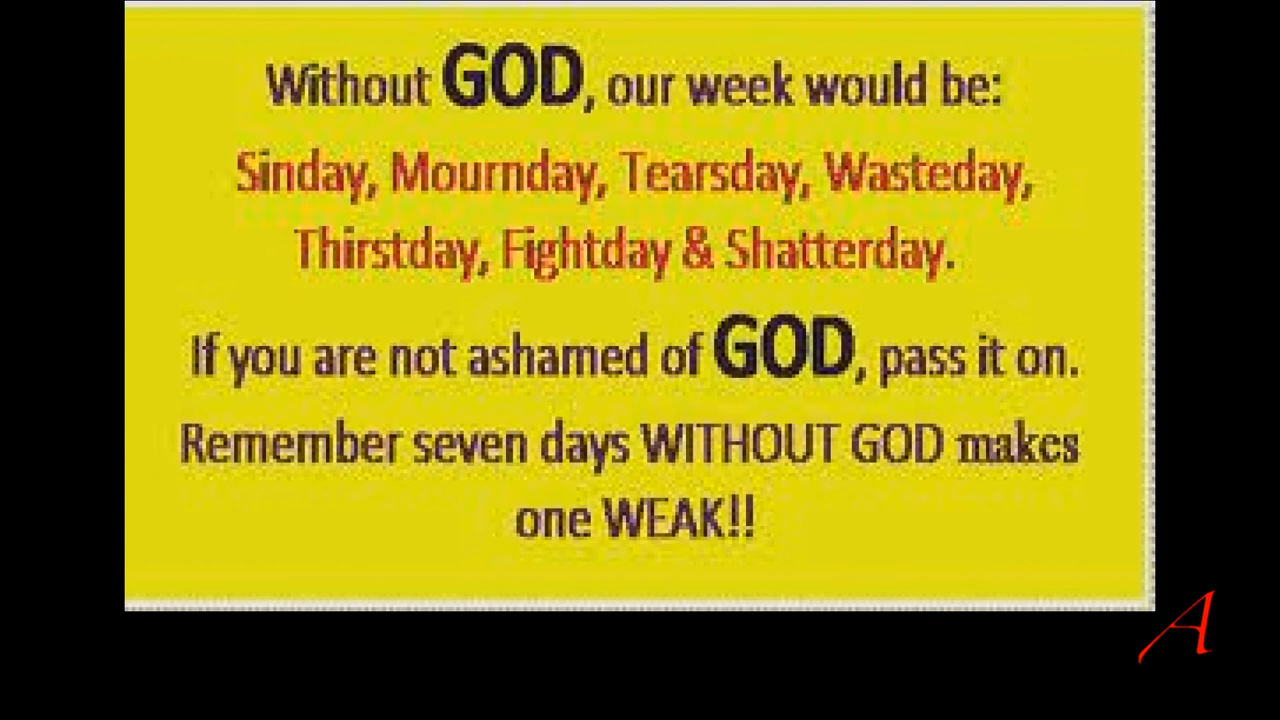 Without GOD, our week would be:
Sinday, Mournday, Tearsday, Wasteday,
Thirstday, Fightday & Shatterday.
If you are not ashamed of GOD, pass it on.
Remember seven days WITHOUT GOD makes
one WEAK!!
A